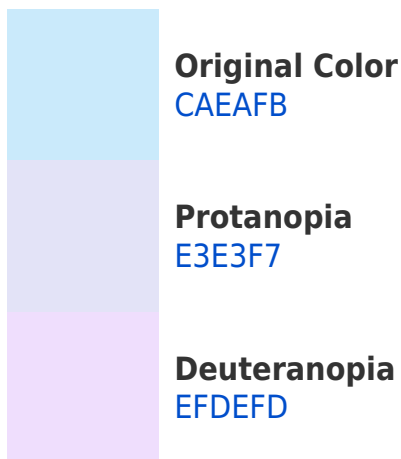 Original Color
CAEAFB
Protanopia
E3E3F7
Deuteranopia
EFDEFD